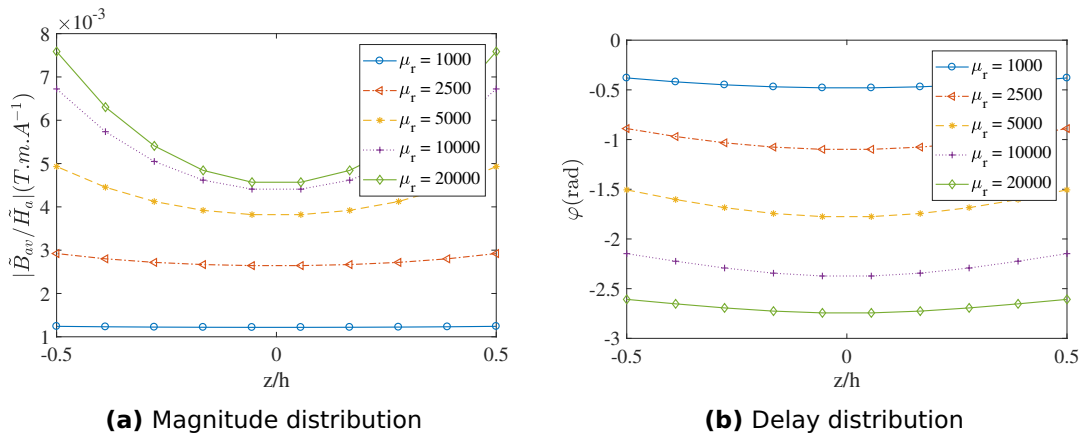 ×10⁻³
8
7
6
5
4
3
2
1
-0.5
0
0.5
z/h
|B̃ₐᵥ/H̃ₐ|(T.m.A⁻¹)
μᵣ = 1000
μᵣ = 2500
μᵣ = 5000
μᵣ = 10000
μᵣ = 20000
(a) Magnitude distribution
0
-0.5
-1
-1.5
-2
-2.5
-3
-0.5
0
0.5
z/h
φ(rad)
μᵣ = 1000
μᵣ = 2500
μᵣ = 5000
μᵣ = 10000
μᵣ = 20000
(b) Delay distribution